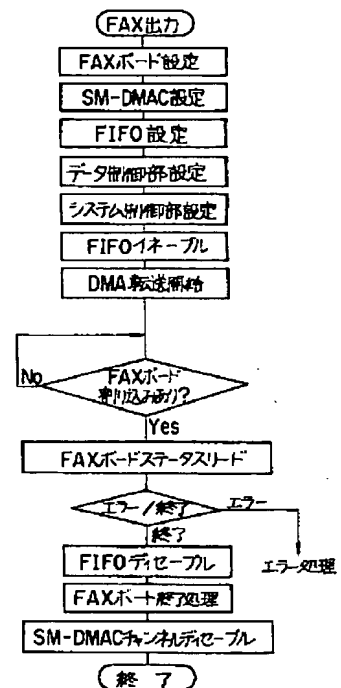 FAX出力
FAXボード設定
SM-DMAC設定
FIFO設定
データ制御部設定
システム制御部設定
FIFOイネーブル
DMA転送開始
No
FAXボード
割り込みあり?
Yes
FAXボードステータスリード
エラー/終了
エラー
終了
エラー処理
FIFOディセーブル
FAXボート終了処理
SM-DMACチャンネルディセーブル
終了